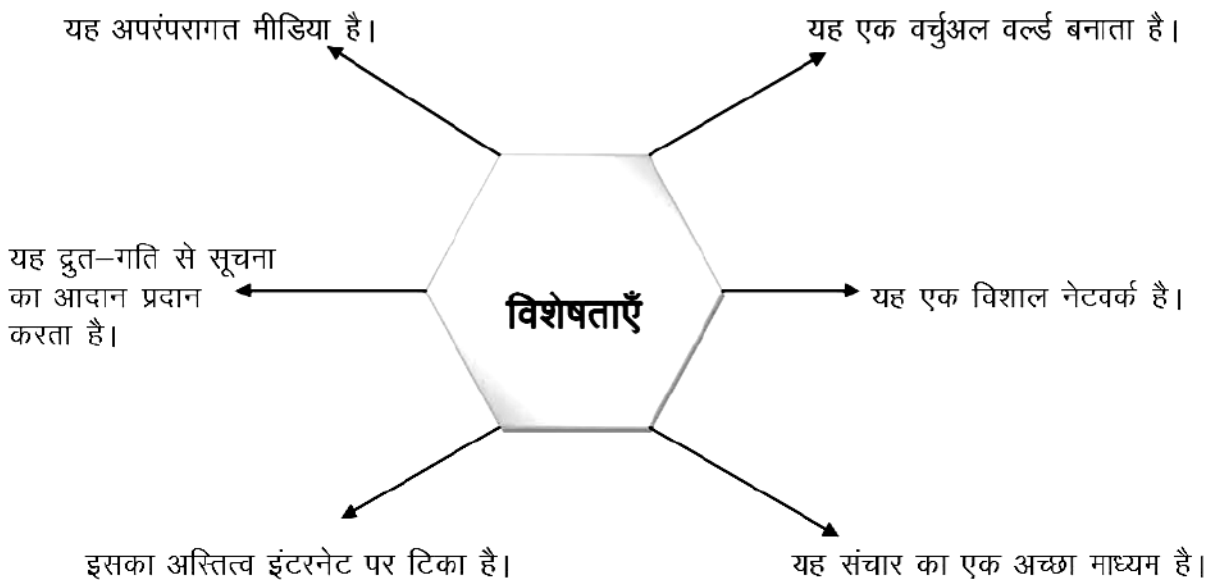 यह अपरंपरागत मीडिया है।
यह एक वर्चुअल वर्ल्ड बनाता है।
यह द्रुत–गति से सूचना
का आदान प्रदान
करता है।
विशेषताएँ
यह एक विशाल नेटवर्क है।
इसका अस्तित्व इंटरनेट पर टिका है।
यह संचार का एक अच्छा माध्यम है।